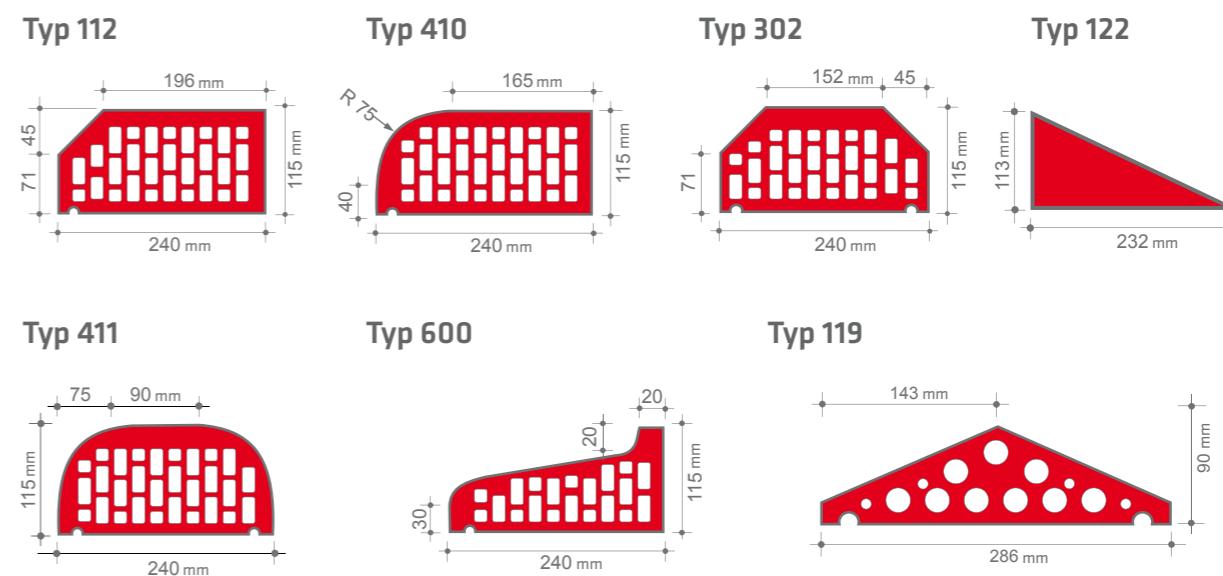 Typ 112
196 mm
45
71
115 mm
240 mm
Typ 410
R 75
165 mm
40
115 mm
240 mm
Typ 302
152 mm
45
71
115 mm
240 mm
Typ 122
113 mm
232 mm
Typ 411
75
90 mm
115 mm
240 mm
Typ 600
20
20
30
115 mm
240 mm
Typ 119
143 mm
90 mm
286 mm